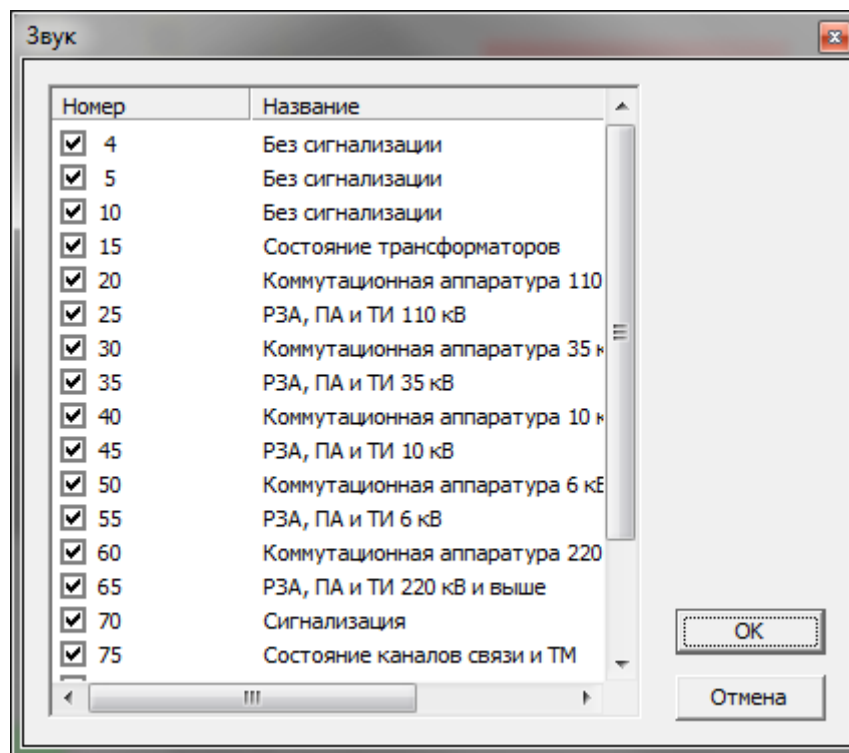 Звук
Номер Название
4 Без сигнализации
5 Без сигнализации
10 Без сигнализации
15 Состояние трансформаторов
20 Коммутационная аппаратура 110
25 РЗА, ПА и ТИ 110 кВ
30 Коммутационная аппаратура 35 к
35 РЗА, ПА и ТИ 35 кВ
40 Коммутационная аппаратура 10 к
45 РЗА, ПА и ТИ 10 кВ
50 Коммутационная аппаратура 6 кВ
55 РЗА, ПА и ТИ 6 кВ
60 Коммутационная аппаратура 220
65 РЗА, ПА и ТИ 220 кВ и выше
70 Сигнализация
75 Состояние каналов связи и ТМ
OK
Отмена